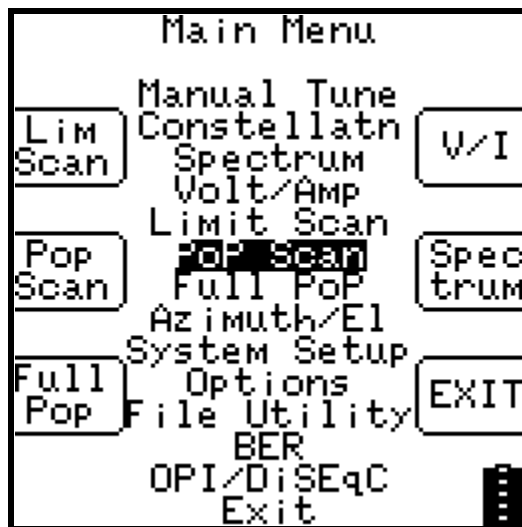 Main Menu
Manual Tune
Constellatn
Spectrum
Volt/Amp
Limit Scan
PoP Scan
Full PoP
Azimuth/El
System Setup
Options
File Utility
BER
OPI/DiSEqC
Exit
Lim
Scan
Pop
Scan
Full
Pop
V/I
Spec
trum
EXIT